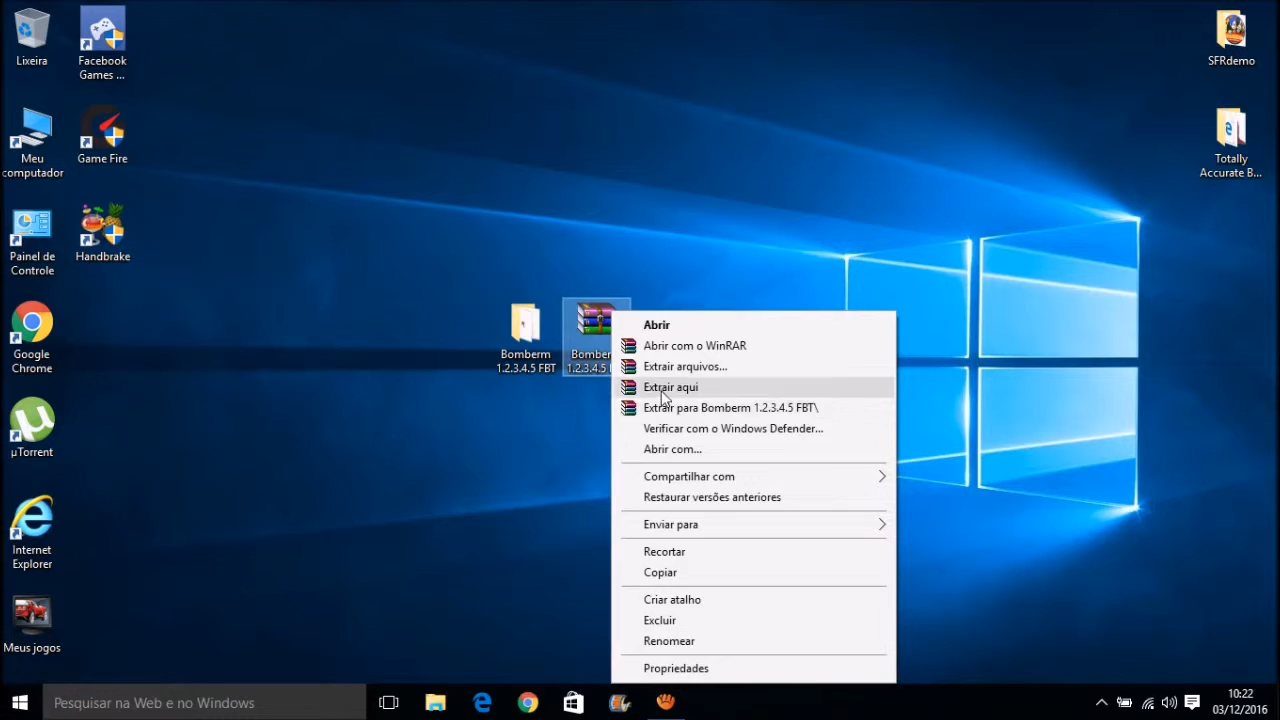 Lixeira
Facebook
Games ...
Meu
computador
Game Fire
Painel de
Controle
Handbrake
Google
Chrome
µTorrent
Internet
Explorer
Meus jogos
SFRdemo
Totally
Accurate B...
Bomberm
1.2.3.4.5 FBT
1.2.3.4.5
Abrir
Abrir com o WinRAR
Extrair arquivos...
Extrair aqui
Extrair para Bomberm 1.2.3.4.5 FBT\
Verificar com o Windows Defender...
Abrir com...
Compartilhar com
Restaurar versões anteriores
Enviar para
Recortar
Copiar
Criar atalho
Excluir
Renomear
Propriedades
Pesquisar na Web e no Windows
10:22
03/12/2016